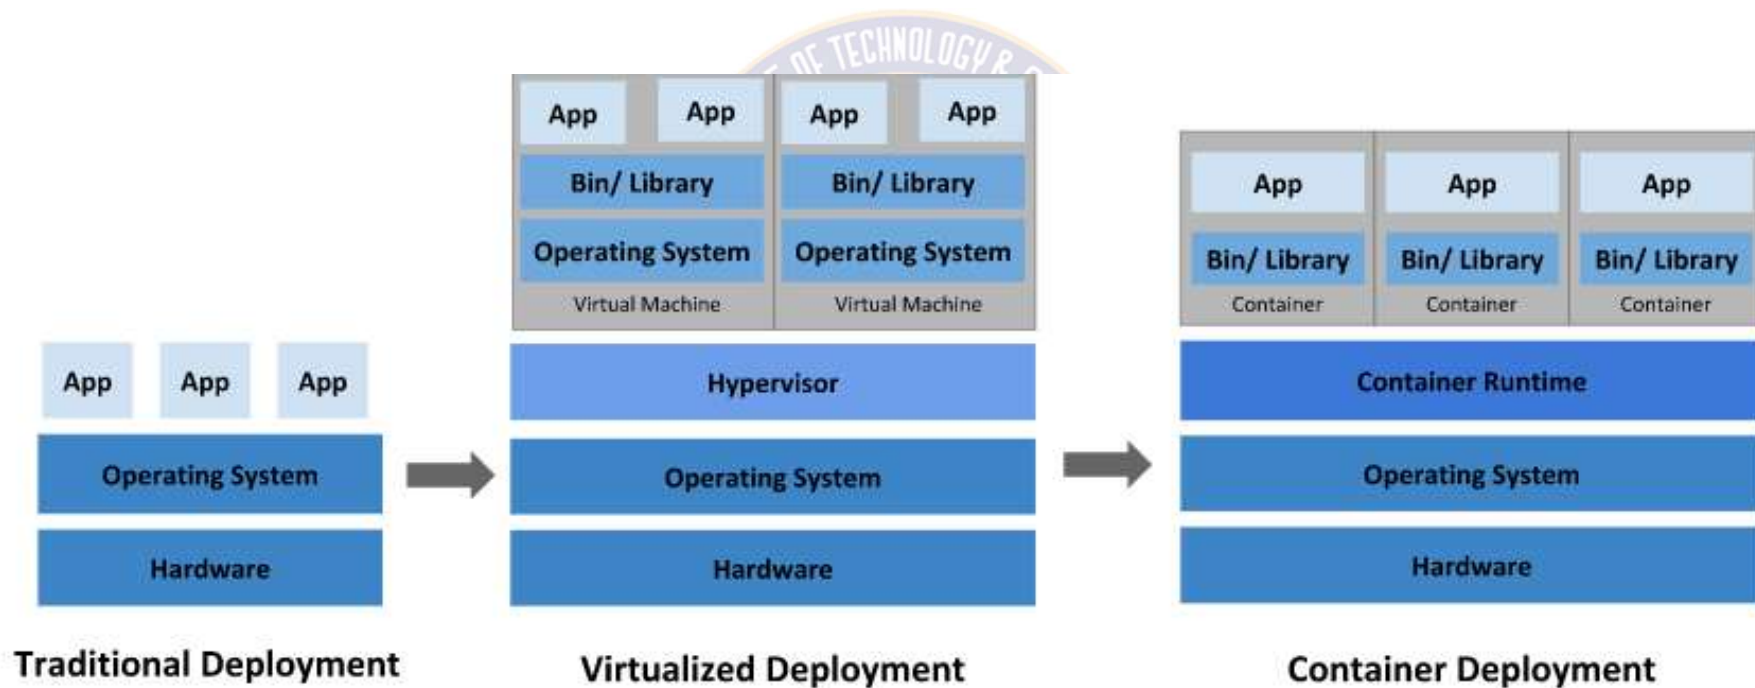 OF TECHNOLOGY &
App App App App
Bin/ Library Bin/ Library
Operating System Operating System
Virtual Machine Virtual Machine
App App App
Bin/ Library Bin/ Library Bin/ Library
Container Container Container
App App App
Hypervisor
Container Runtime
Operating System
Operating System
Operating System
Hardware
Hardware
Hardware
Traditional Deployment
Virtualized Deployment
Container Deployment